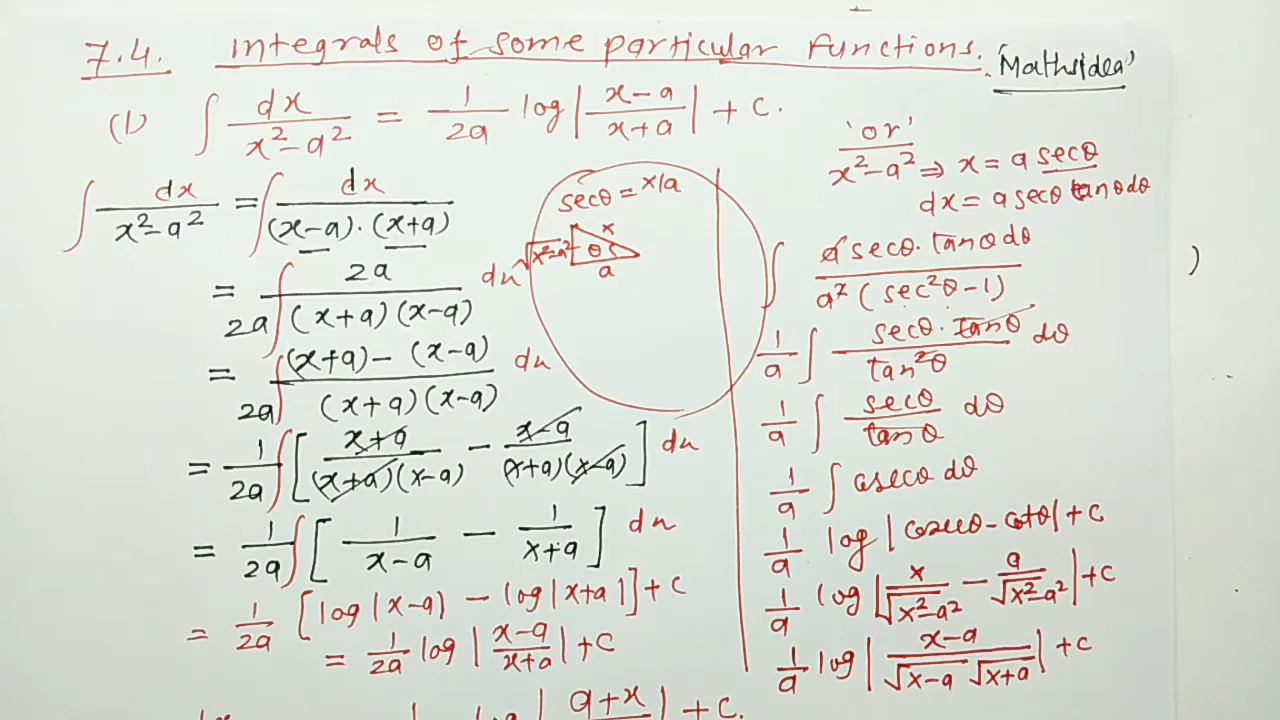 7.4. Integrals of some particular functions. 'Mathsidea'
(1) ∫ dx/(x²-a²) = 1/2a log|(x-a)/(x+a)| + c.
∫ dx/(x²-a²) = ∫ dx/((x-a).(x+a))
= ∫ 2a/(2a (x+a)(x-a)) dx
= ∫ ((x+a)-(x-a))/(2a (x+a)(x-a)) dx
= 1/2a ∫ [(x+a)/((x+a)(x-a)) - (x-a)/((x+a)(x-a))] dx
= 1/2a ∫ [1/(x-a) - 1/(x+a)] dx
= 1/2a [log|x-a| - log|x+a|] + c
= 1/2a log|(x-a)/(x+a)| + c
secθ = x/a
x
√x²-a² θ
a
'or'
x²-a² ⇒ x = a secθ
dx = a secθ tanθ dθ
∫ a secθ.tanθ dθ/(a²(sec²θ-1))
1/a ∫ secθ.tanθ/tan²θ dθ
1/a ∫ secθ/tanθ dθ
1/a ∫ cosecθ dθ
1/a log|cosecθ-cotθ|+c
1/a log|x/√x²-a² - a/√x²-a²|+c
1/a log|(x-a)/(√x-a √x+a)|+c
a+x
+ c.